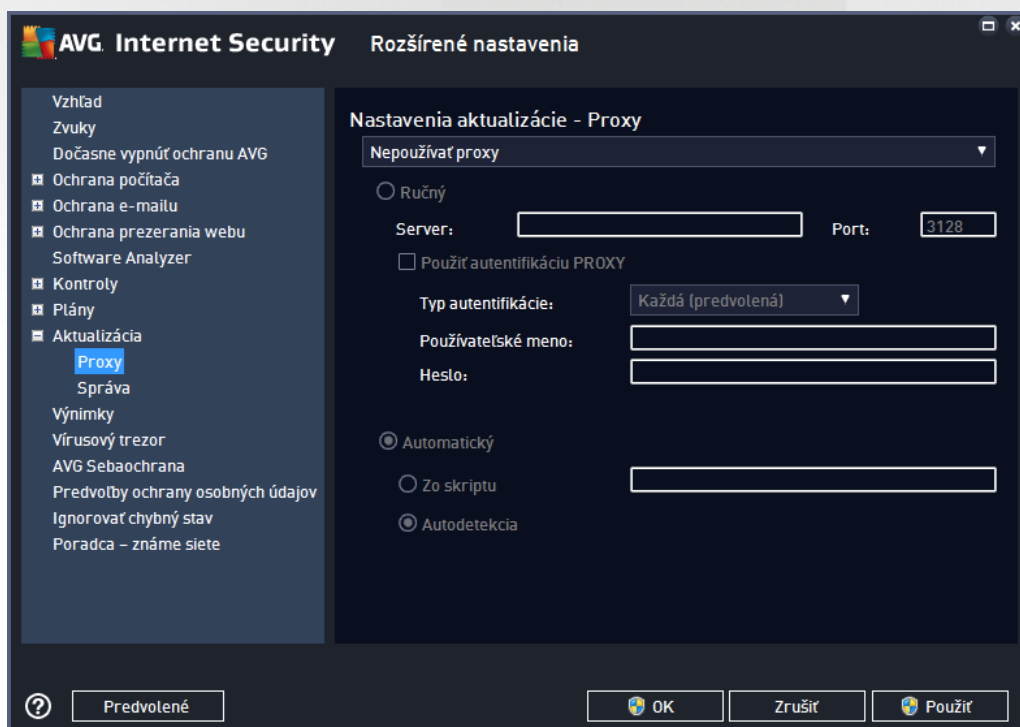 AVG. Internet Security Rozšírené nastavenia
Vzhľad
Zvuky
Dočasne vypnúť ochranu AVG
Ochrana počítača
Ochrana e-mailu
Ochrana prezerania webu
Software Analyzer
Kontroly
Plány
Aktualizácia
Proxy
Správa
Výnimky
Vírusový trezor
AVG Sebaochrana
Predvoľby ochrany osobných údajov
Ignorovať chybný stav
Poradca – známe siete
Nastavenia aktualizácie - Proxy
Nepoužívať proxy
Ručný
Server: Port: 3128
Použiť autentifikáciu PROXY
Typ autentifikácie: Každá (predvolená)
Používateľské meno:
Heslo:
Automatický
Zo skriptu
Autodetekcia
? Predvolené OK Zrušiť Použiť